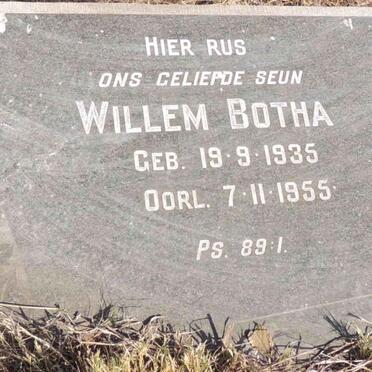 HIER RUS
ONS GELIEFDE SEUN
WILLEM BOTHA
GEB. 19·9·1935
OORL. 7·11·1955
PS. 89:1.